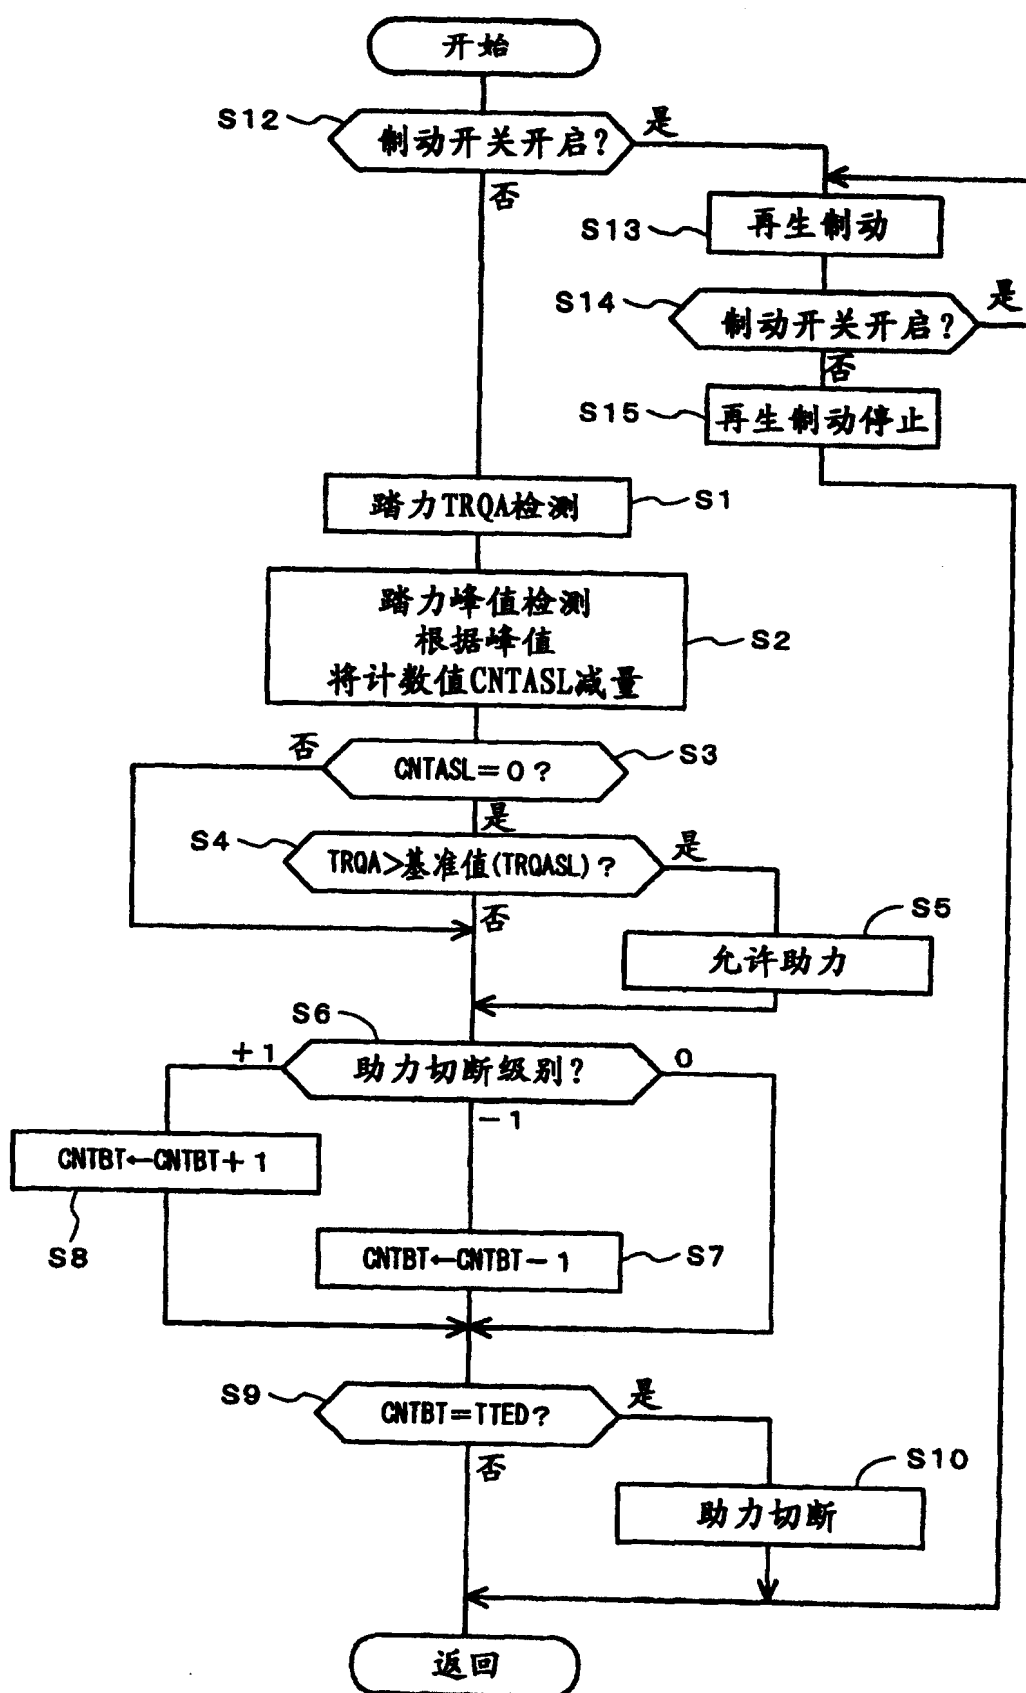 开始
S12
制动开关开启?
是
否
S13
再生制动
S14
制动开关开启?
是
否
S15
再生制动停止
踏力TRQA检测
S1
踏力峰值检测
根据峰值
将计数值CNTASL减量
S2
否
CNTASL=0?
S3
是
S4
TRQA>基准值(TRQASL)?
是
否
S5
允许助力
S6
+1
助力切断级别?
0
-1
CNTBT←CNTBT+1
S8
CNTBT←CNTBT-1
S7
S9
CNTBT=TTED?
是
否
S10
助力切断
返回